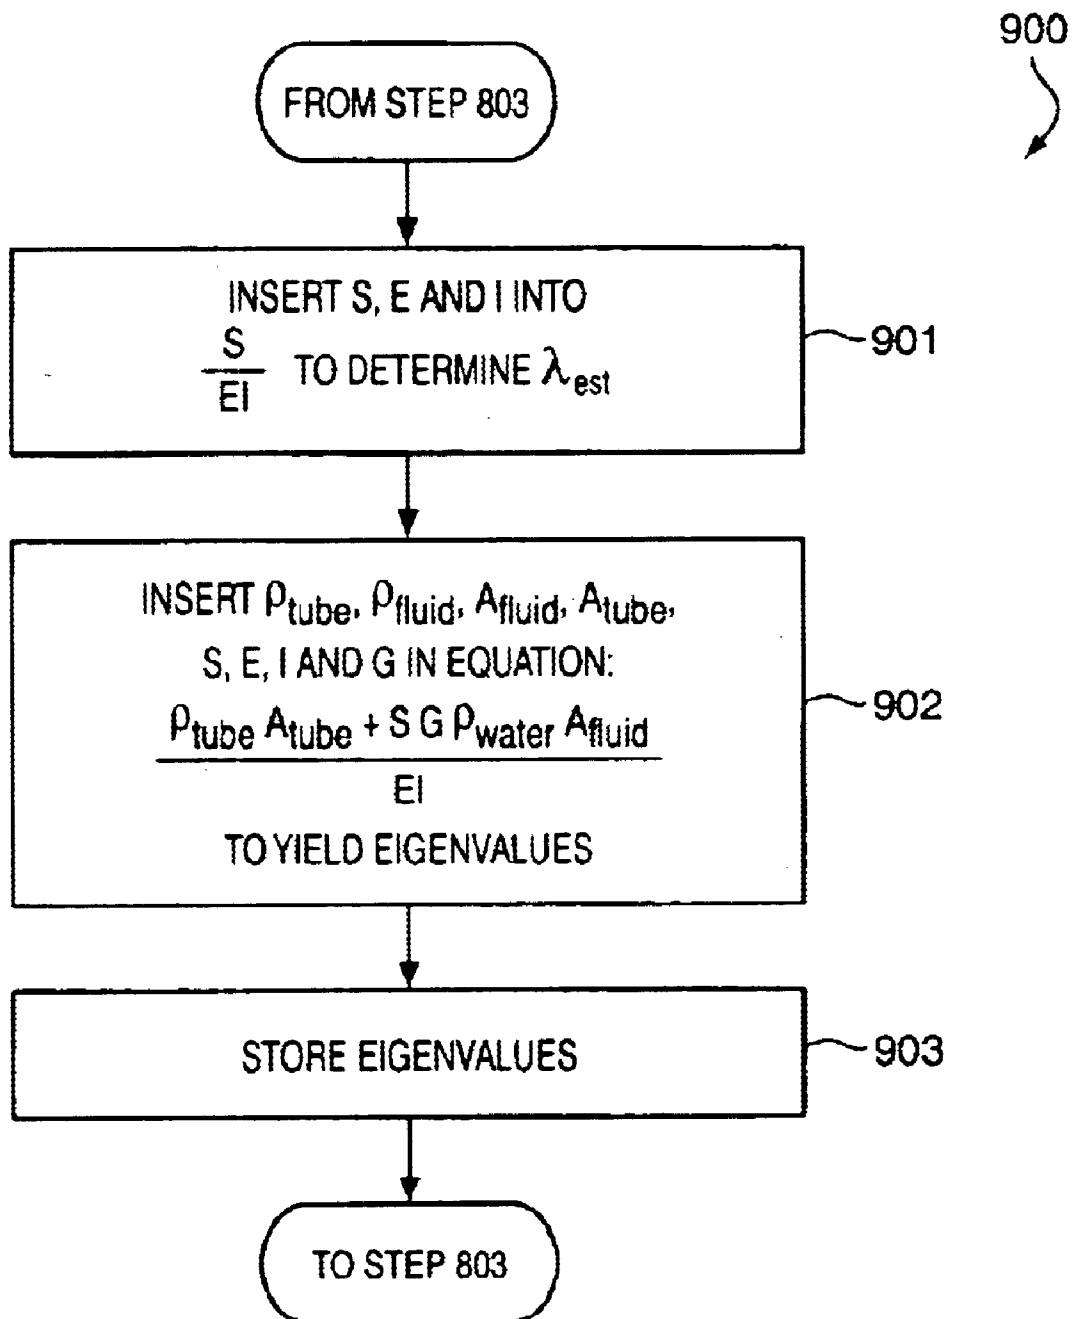 900
FROM STEP 803
INSERT S, E AND I INTO
S
EI
TO DETERMINE λest
901
INSERT ρtube, ρfluid, Afluid, Atube,
S, E, I AND G IN EQUATION:
ρtube Atube + S G ρwater Afluid
EI
TO YIELD EIGENVALUES
902
STORE EIGENVALUES
903
TO STEP 803